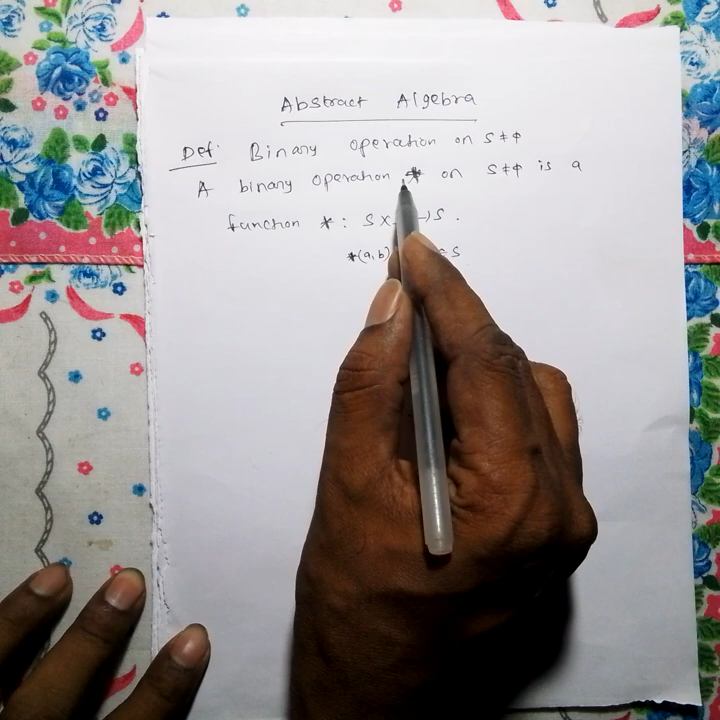 Abstract Algebra
Def: Binary operation on S≠φ
A binary operation * on S≠φ is a
function * : S× →S .
*(a,b) ∈ S